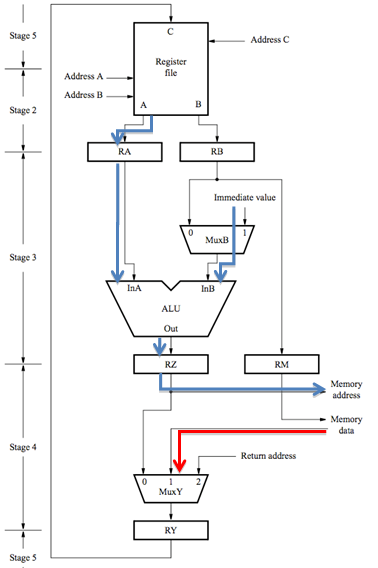 Stage 5
C
Address C
Register
file
Address A
Address B
Stage 2
A
B
RA
RB
Immediate value
0
1
MuxB
Stage 3
InA
InB
ALU
Out
RZ
RM
Memory
address
Memory
data
Stage 4
Return address
0
1
2
MuxY
RY
Stage 5